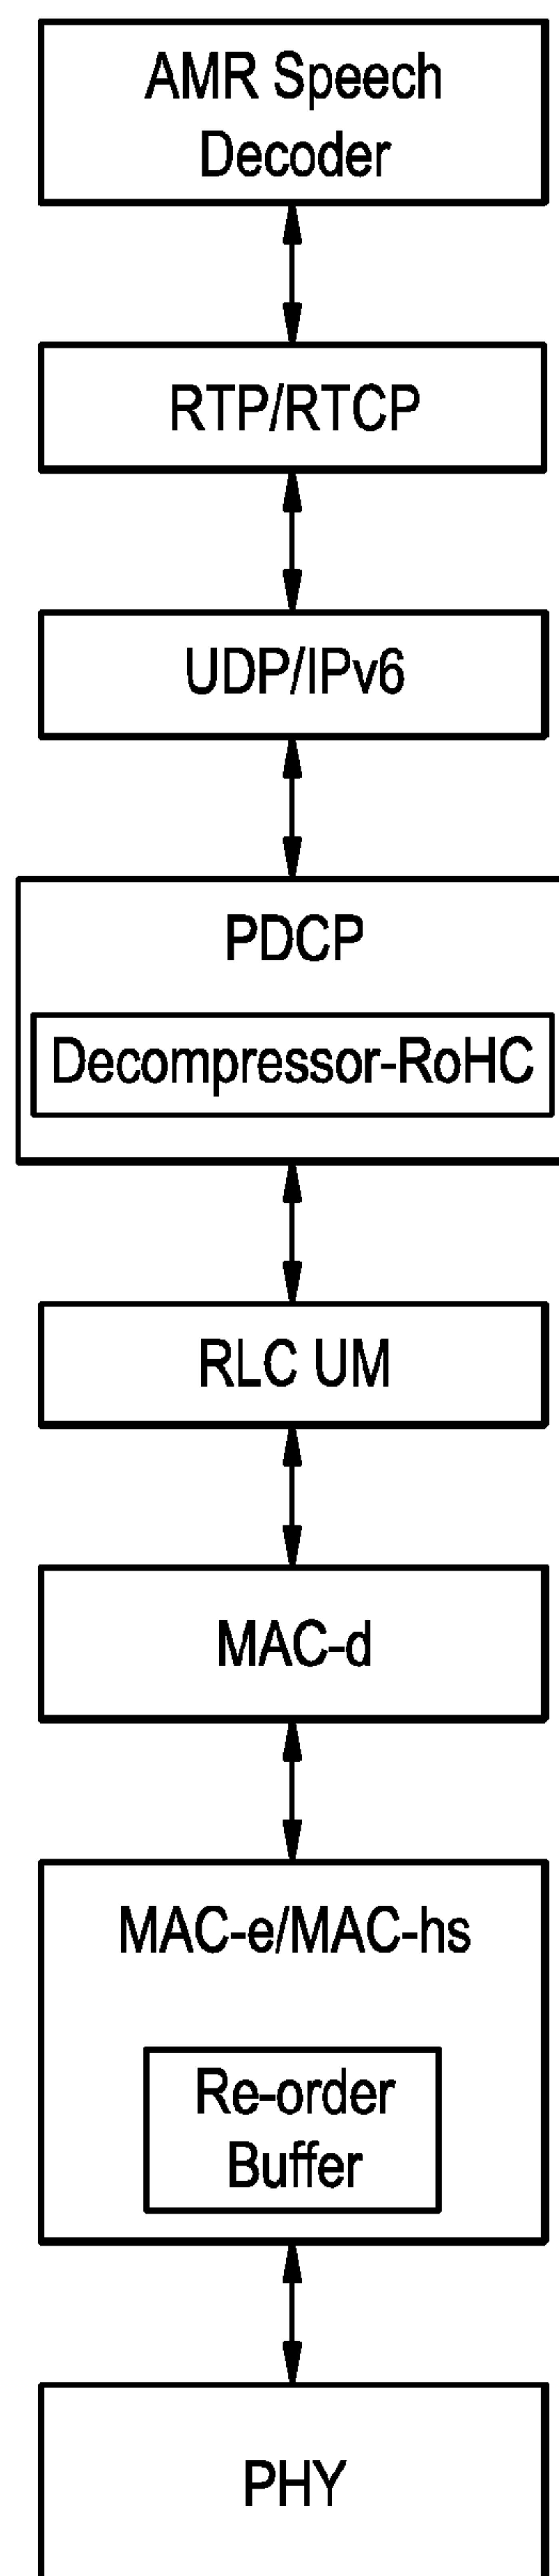 AMR Speech
Decoder
RTP/RTCP
UDP/IPv6
PDCP
Decompressor-RoHC
RLC UM
MAC-d
MAC-e/MAC-hs
Re-order
Buffer
PHY